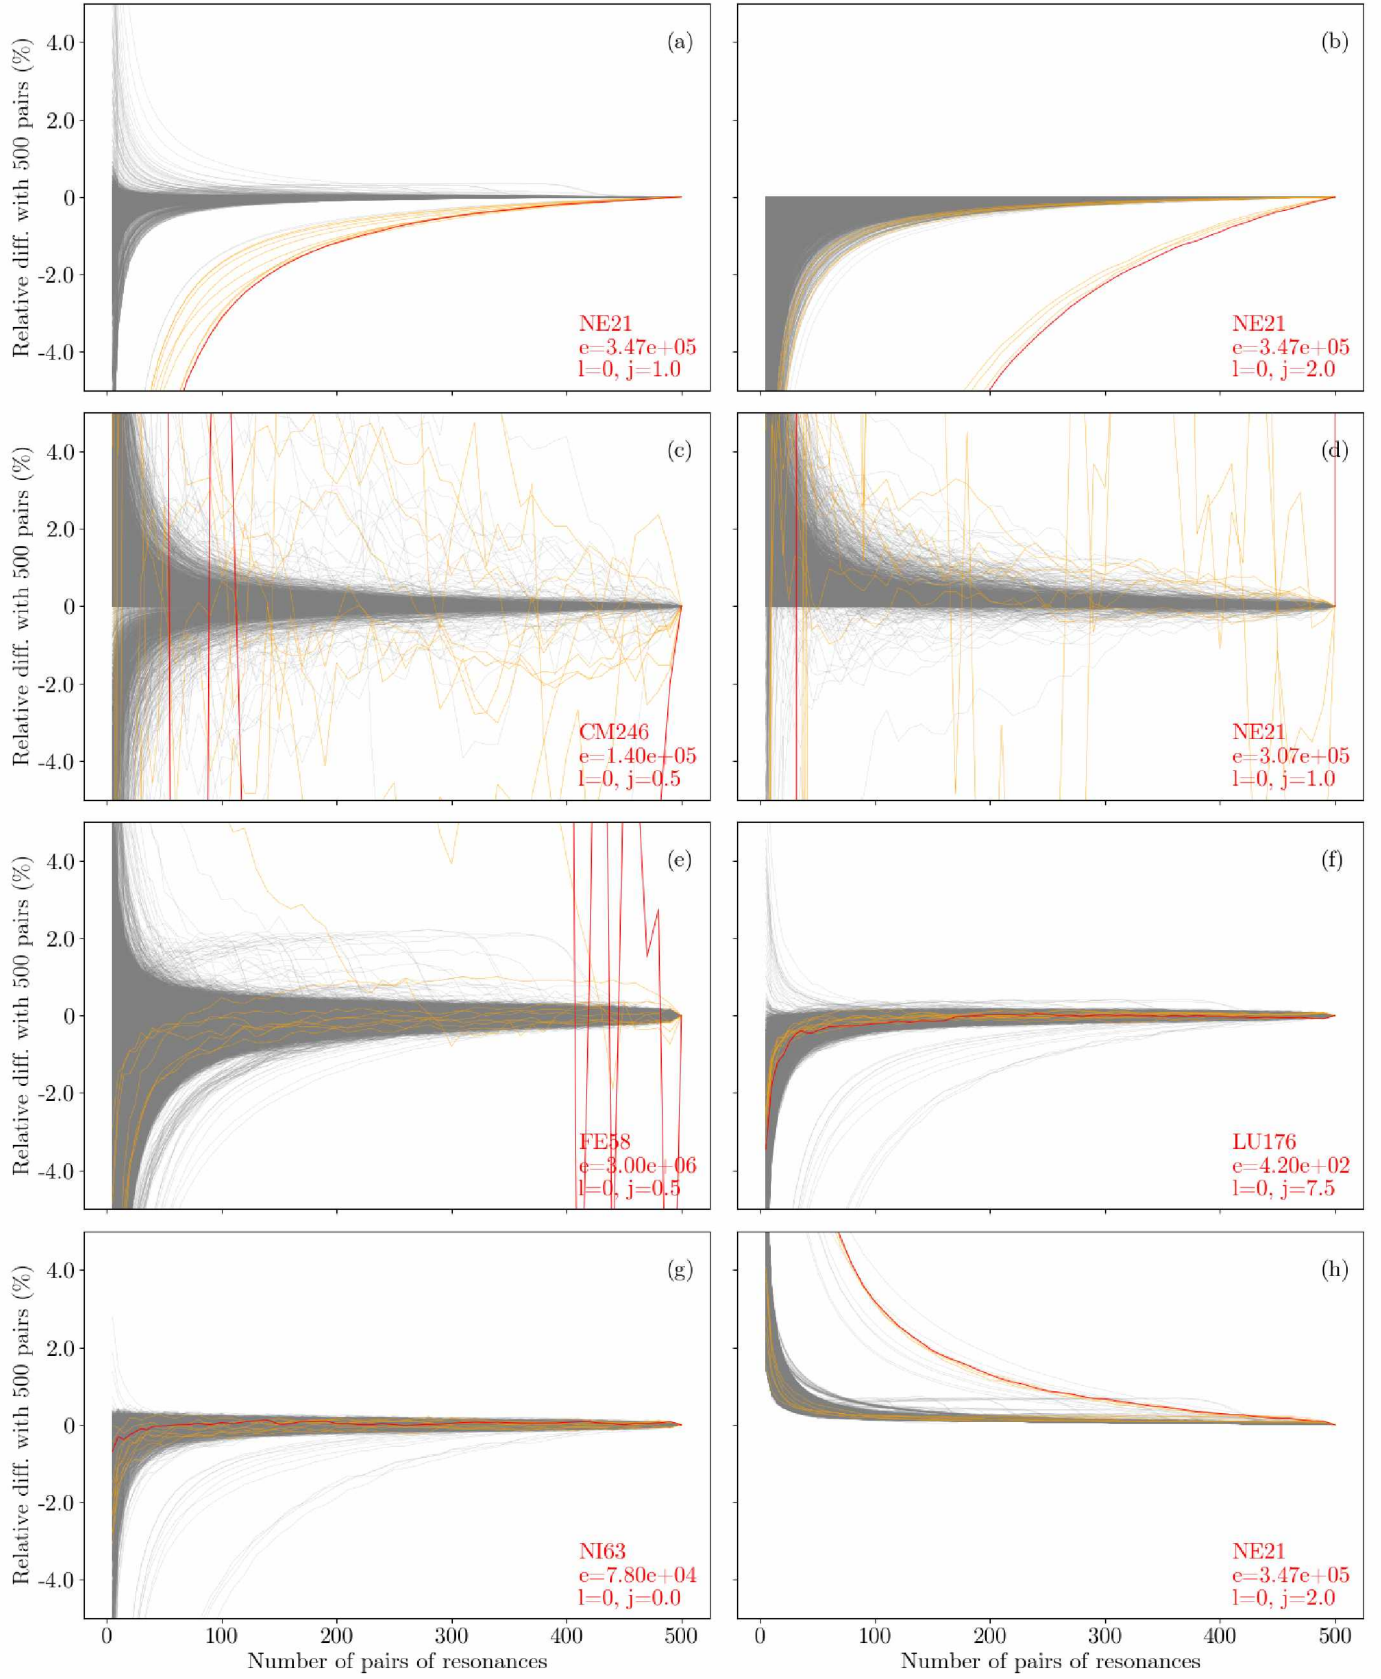 Relative diff. with 500 pairs (%)
4.0
2.0
0
-2.0
-4.0
(a)
NE21
e=3.47e+05
l=0, j=1.0
(b)
NE21
e=3.47e+05
l=0, j=2.0
Relative diff. with 500 pairs (%)
4.0
2.0
0
-2.0
-4.0
(c)
CM246
e=1.40e+05
l=0, j=0.5
(d)
NE21
e=3.07e+05
l=0, j=1.0
Relative diff. with 500 pairs (%)
4.0
2.0
0
-2.0
-4.0
(e)
FE58
e=3.00e+06
l=0, j=0.5
(f)
LU176
e=4.20e+02
l=0, j=7.5
Relative diff. with 500 pairs (%)
4.0
2.0
0
-2.0
-4.0
(g)
NI63
e=7.80e+04
l=0, j=0.0
(h)
NE21
e=3.47e+05
l=0, j=2.0
0 100 200 300 400 500
Number of pairs of resonances
0 100 200 300 400 500
Number of pairs of resonances